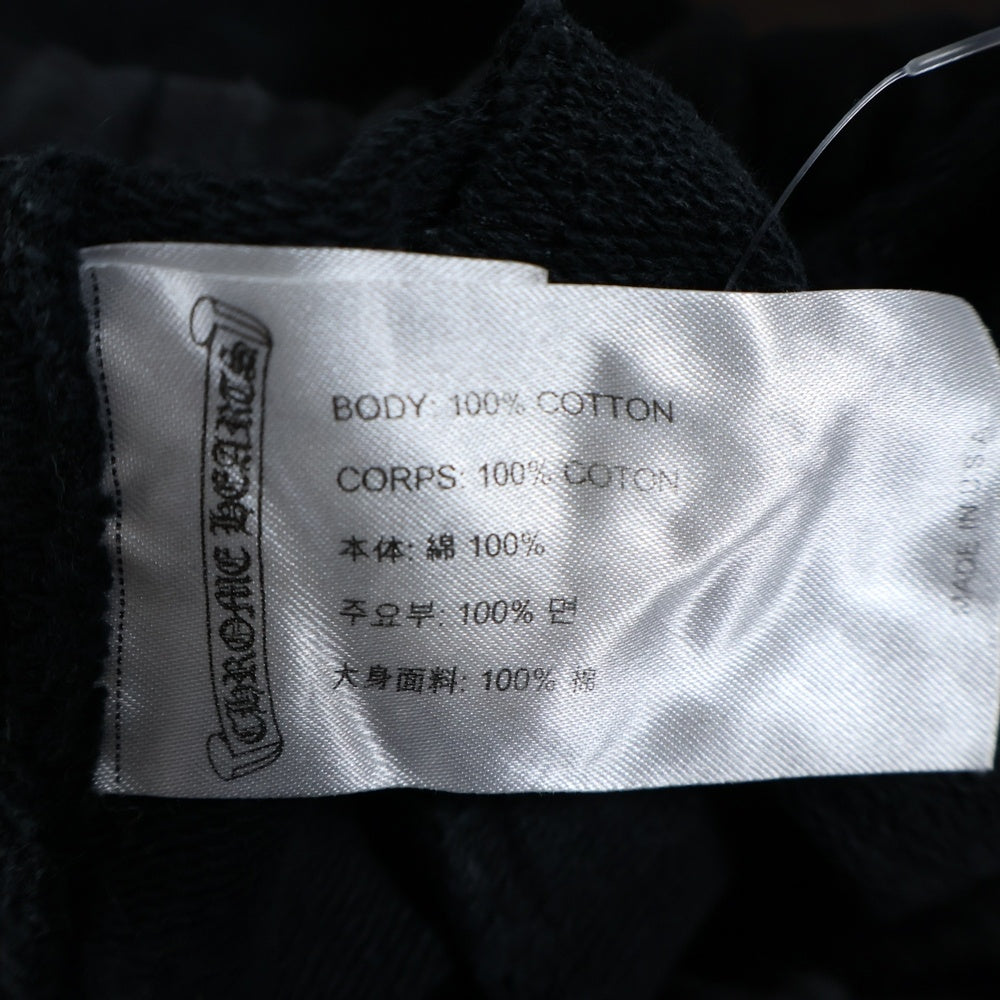 CHROME HEARTS
BODY: 100% COTTON
CORPS: 100% COTON
本体: 綿 100%
주요부: 100% 면
大身面料: 100% 棉
MADE IN USA